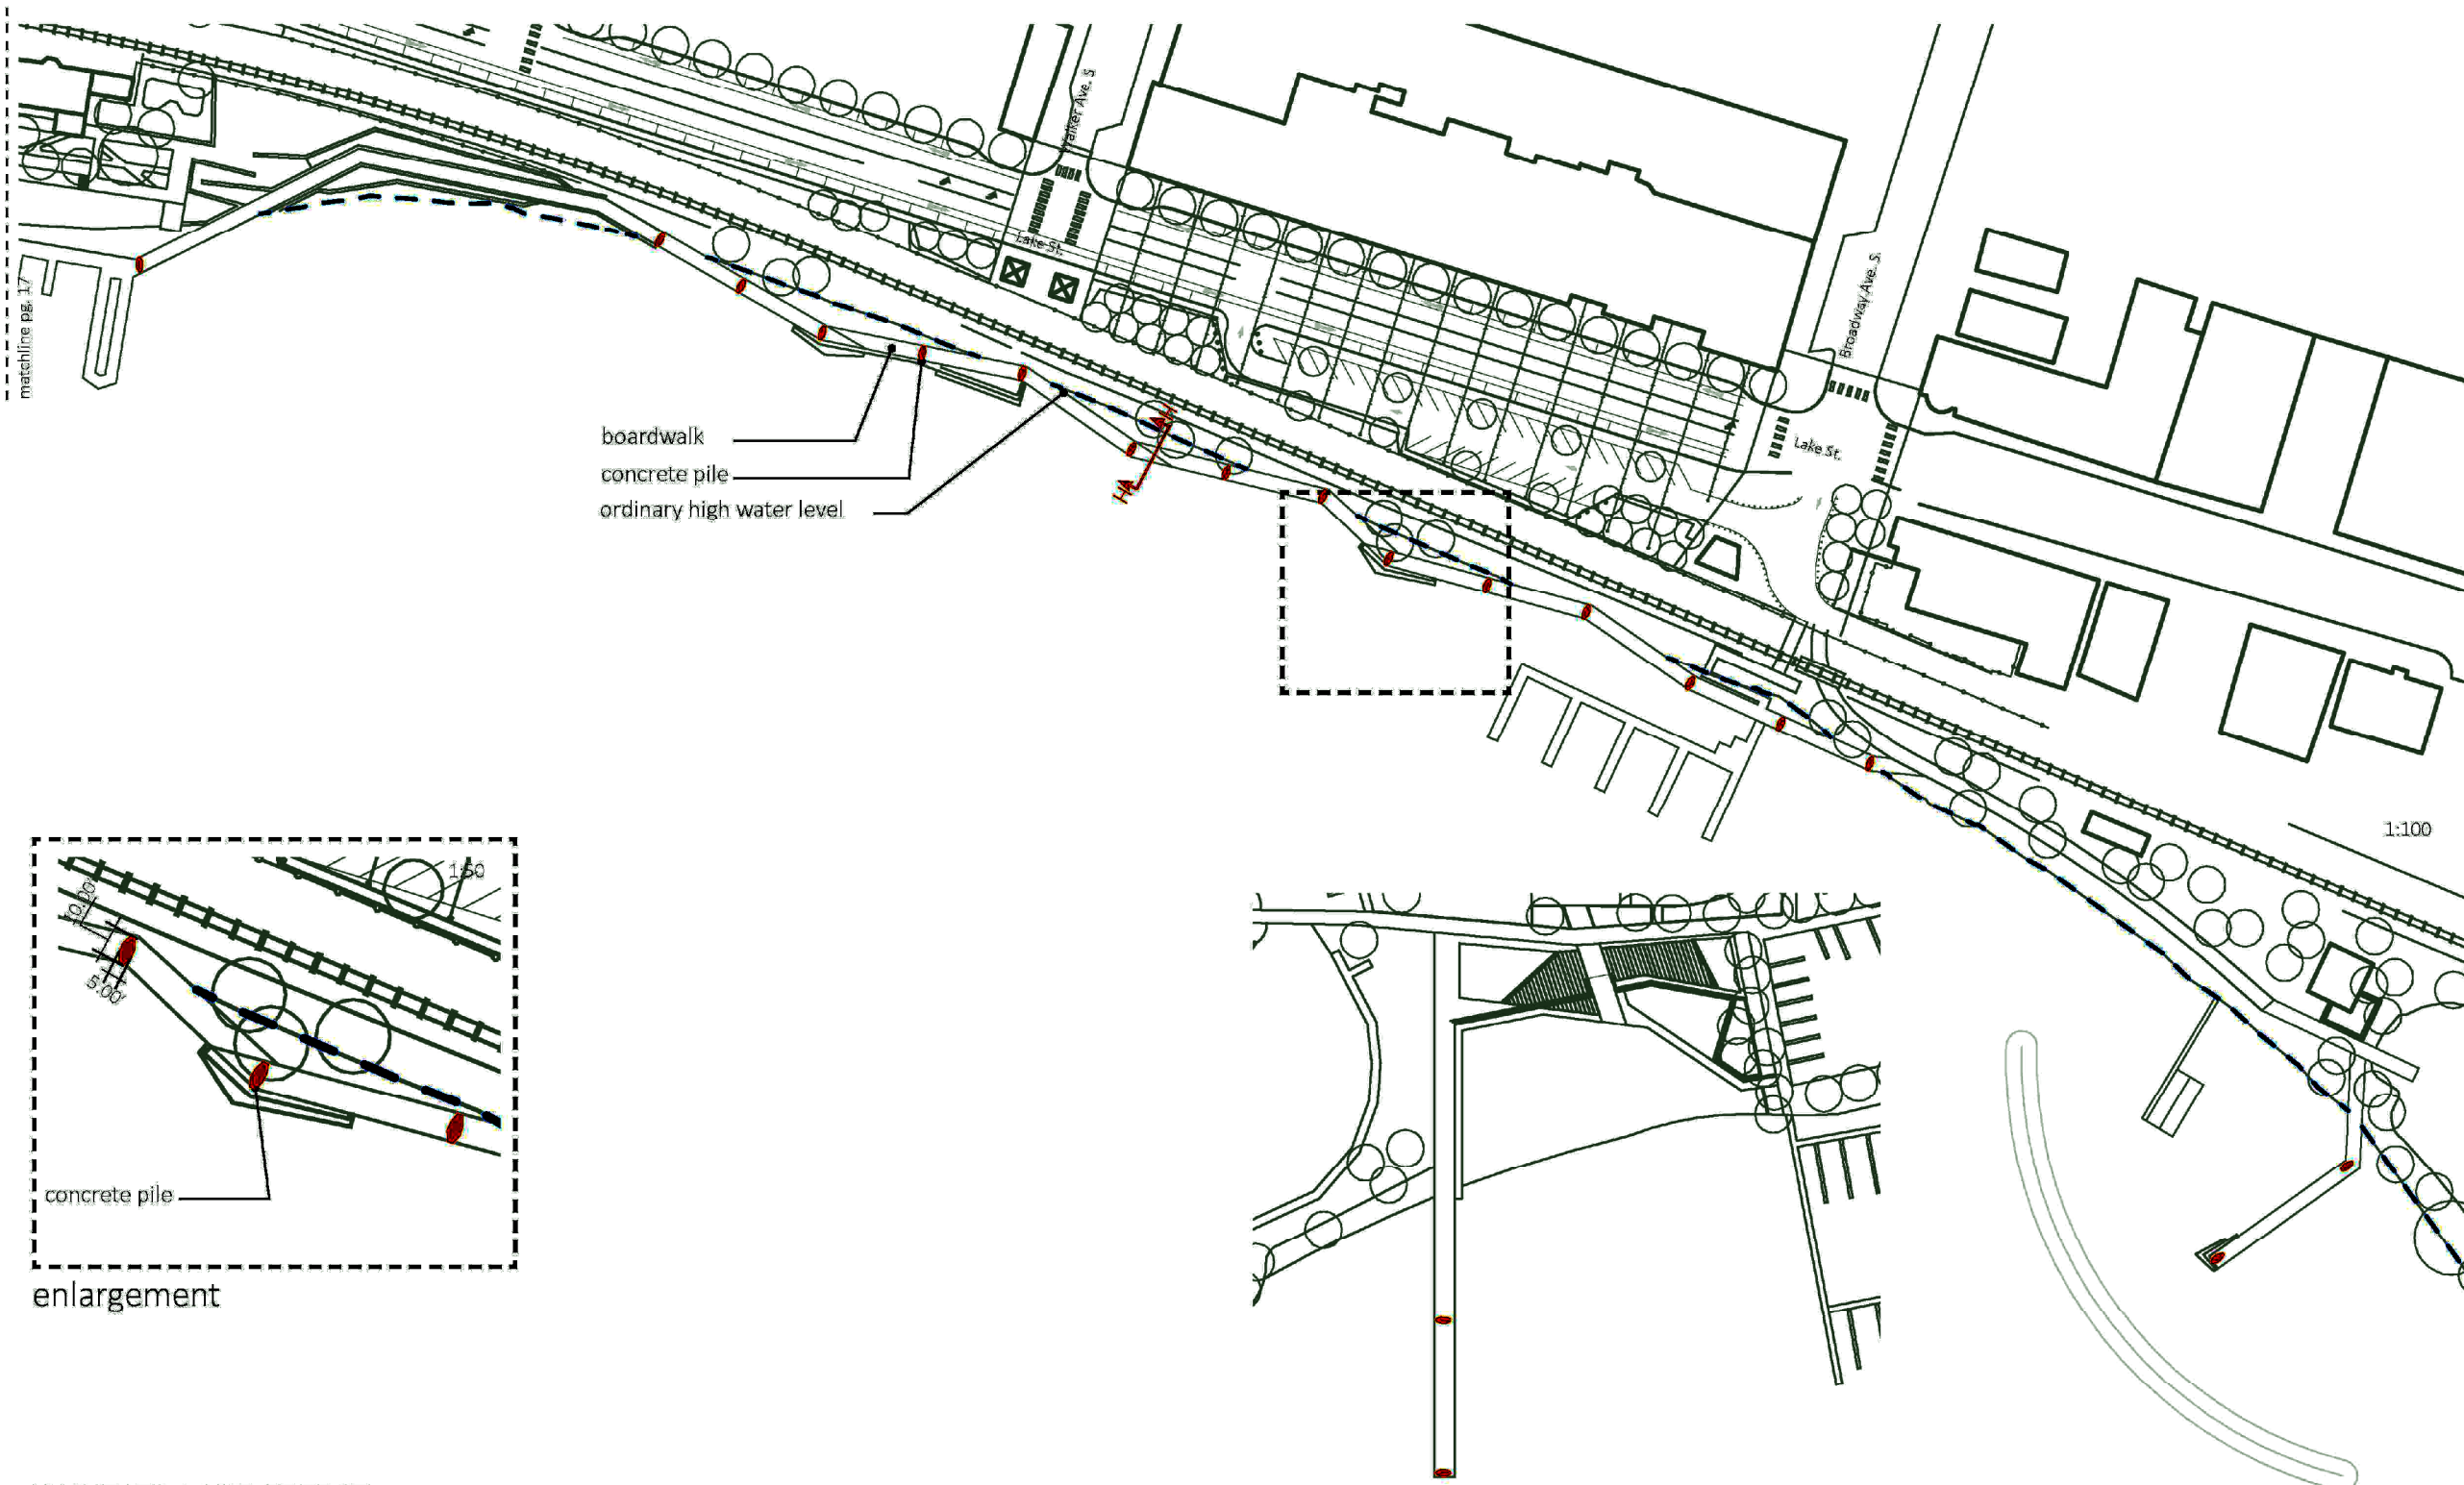 Walker Ave. S
Lake St.
Broadway Ave. S.
Lake St.
matchline pg. 17
boardwalk
concrete pile
ordinary high water level
H
H
1:100
1:50
10.00'
5.00'
concrete pile
enlargement